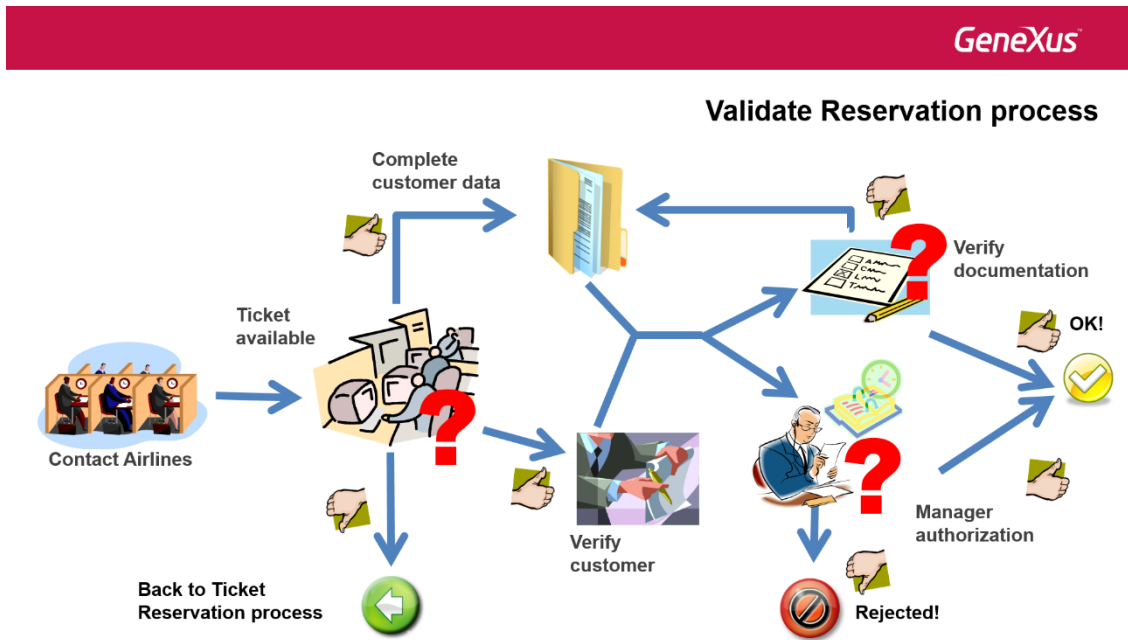 GeneXus™
Validate Reservation process
Complete
customer data
Verify
documentation
Ticket
available
OK!
Contact Airlines
Verify
customer
Manager
authorization
Back to Ticket
Reservation process
Rejected!